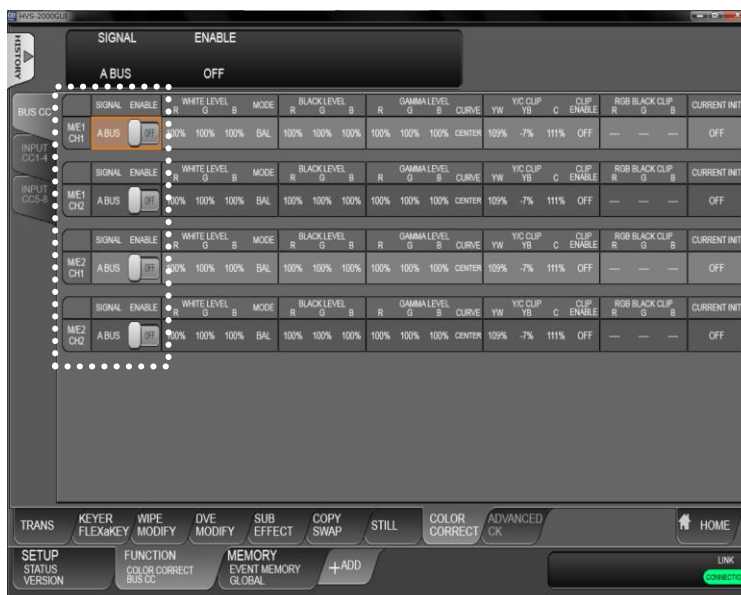 HVS-2000GUI
HISTORY
SIGNAL ENABLE
A BUS OFF
BUS CC
INPUT CC1-4
INPUT CC5-8
SIGNAL ENABLE WHITE LEVEL R G B MODE BLACK LEVEL R G B GAMMA LEVEL R G B CURVE Y/C CLIP YW YB C CLIP ENABLE RGB BLACK CLIP R G B CURRENT INIT
M/E1 CH1 A BUS OFF 100% 100% 100% BAL 100% 100% 100% 100% 100% 100% CENTER 109% -7% 111% OFF — — — OFF
SIGNAL ENABLE WHITE LEVEL R G B MODE BLACK LEVEL R G B GAMMA LEVEL R G B CURVE Y/C CLIP YW YB C CLIP ENABLE RGB BLACK CLIP R G B CURRENT INIT
M/E1 CH2 A BUS OFF 100% 100% 100% BAL 100% 100% 100% 100% 100% 100% CENTER 109% -7% 111% OFF — — — OFF
SIGNAL ENABLE WHITE LEVEL R G B MODE BLACK LEVEL R G B GAMMA LEVEL R G B CURVE Y/C CLIP YW YB C CLIP ENABLE RGB BLACK CLIP R G B CURRENT INIT
M/E2 CH1 A BUS OFF 100% 100% 100% BAL 100% 100% 100% 100% 100% 100% CENTER 109% -7% 111% OFF — — — OFF
SIGNAL ENABLE WHITE LEVEL R G B MODE BLACK LEVEL R G B GAMMA LEVEL R G B CURVE Y/C CLIP YW YB C CLIP ENABLE RGB BLACK CLIP R G B CURRENT INIT
M/E2 CH2 A BUS OFF 100% 100% 100% BAL 100% 100% 100% 100% 100% 100% CENTER 109% -7% 111% OFF — — — OFF
TRANS
KEYER FLEXaKEY
WIPE MODIFY
DVE MODIFY
SUB EFFECT
COPY SWAP
STILL
COLOR CORRECT
ADVANCED CK
HOME
SETUP
STATUS
VERSION
FUNCTION
COLOR CORRECT
BUS CC
MEMORY
EVENT MEMORY
GLOBAL
+ADD
LINK
CONNECTIO